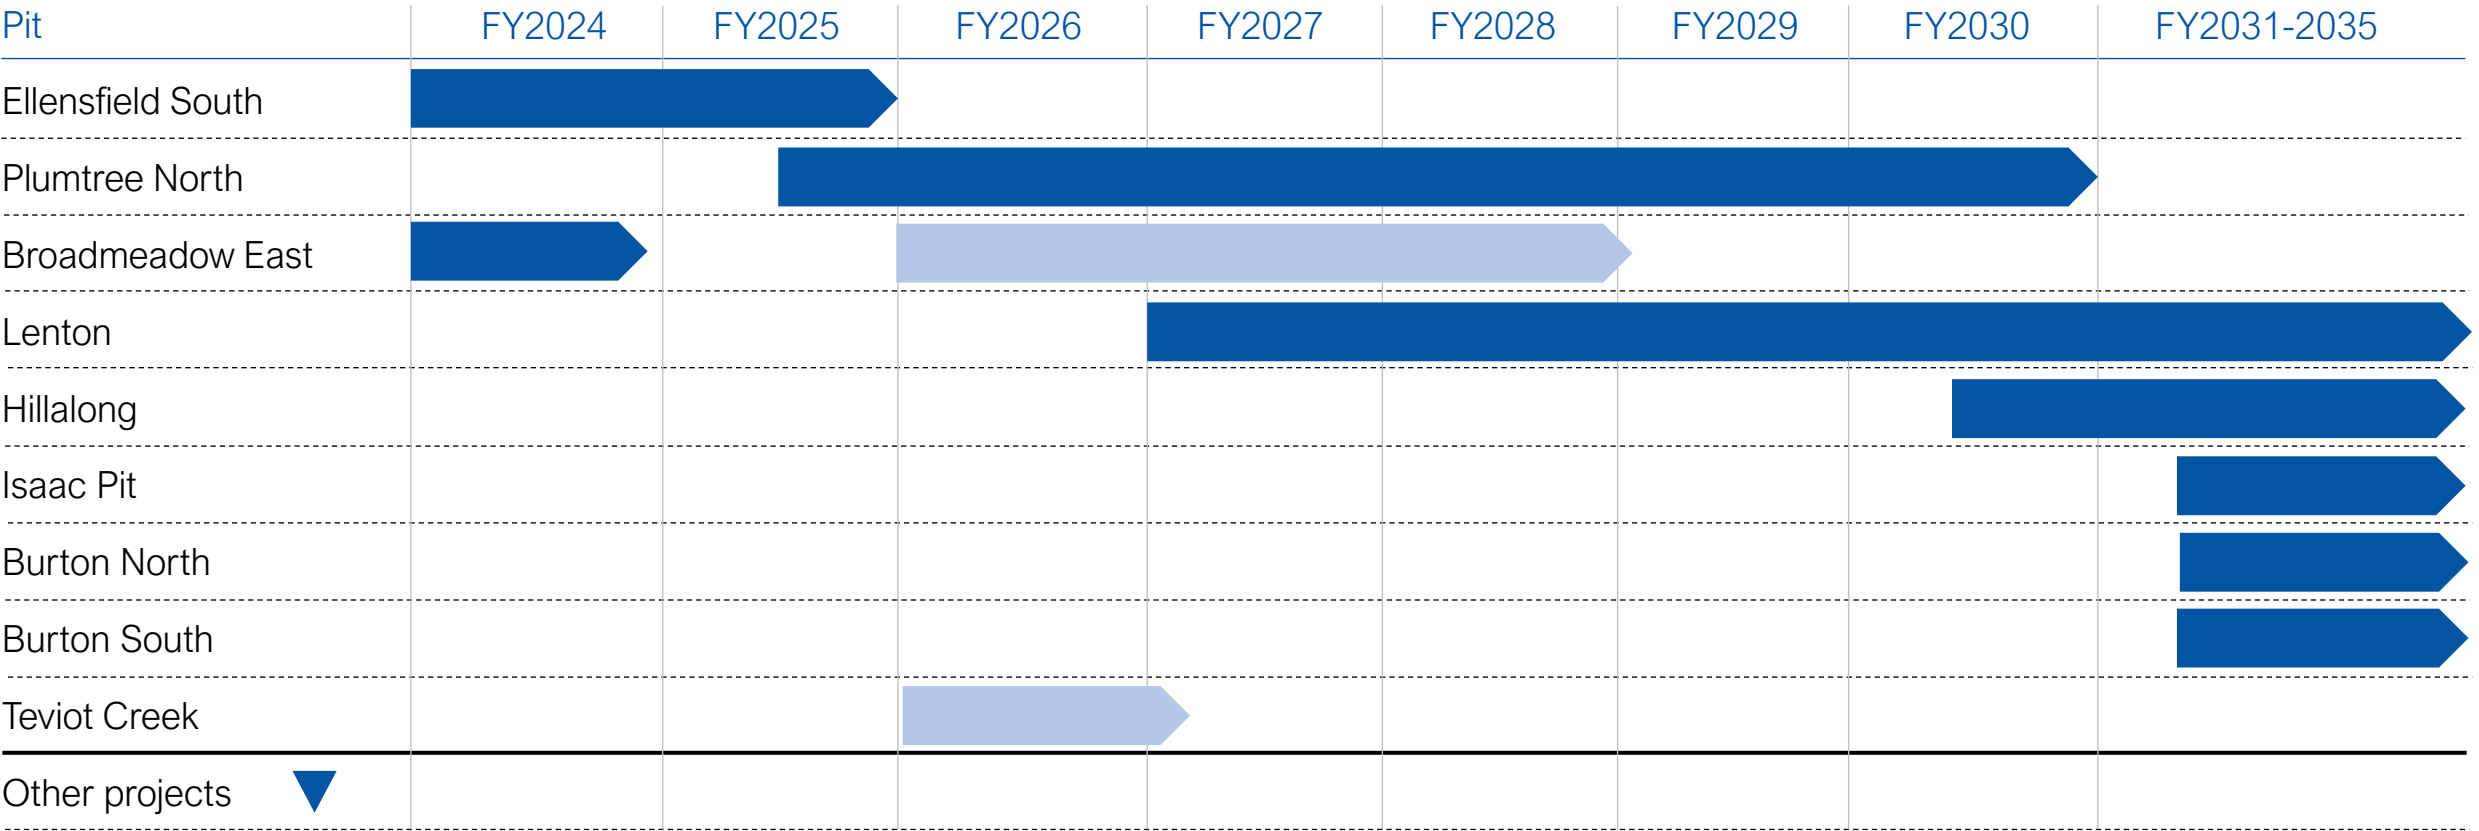 Pit FY2024 FY2025 FY2026 FY2027 FY2028 FY2029 FY2030 FY2031-2035
Ellensfield South
Plumtree North
Broadmeadow East
Lenton
Hillalong
Isaac Pit
Burton North
Burton South
Teviot Creek
Other projects